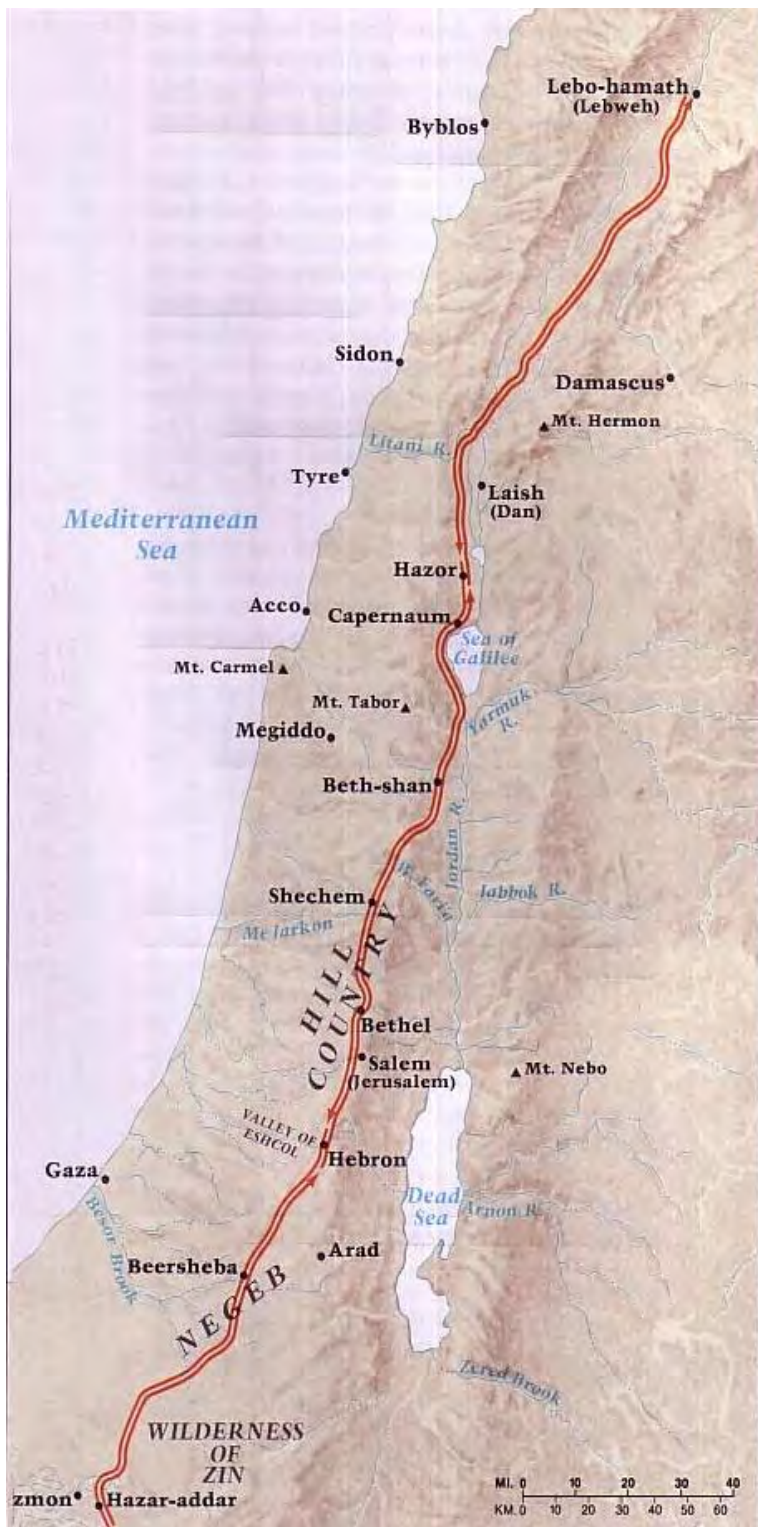 Lebo-hamath
(Lebweh)
Byblos
Sidon
Damascus
Mt. Hermon
Litani R.
Tyre
Laish
(Dan)
Mediterranean
Sea
Hazor
Acco
Capernaum
Sea of
Galilee
Mt. Carmel
Mt. Tabor
Yarmuk
R.
Megiddo
Beth-shan
Jordan R.
W. Faria
Jabbok R.
Shechem
Me Jarkon
HILL
COUNTRY
Bethel
Salem
(Jerusalem)
Mt. Nebo
VALLEY OF
ESHCOL
Hebron
Gaza
Dead
Sea
Arnon R.
Besor Brook
Arad
Beersheba
NEGEB
Zered Brook
WILDERNESS
OF
ZIN
zmon
Hazar-addar
MI. 0 10 20 30 40
KM. 0 10 20 30 40 50 60